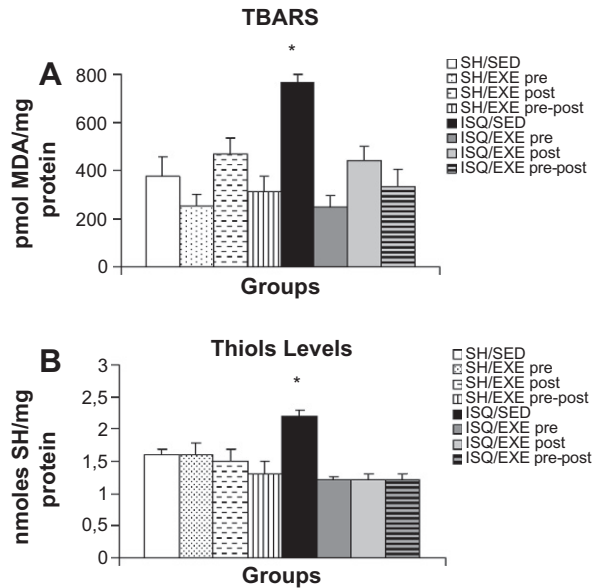 TBARS
A
pmol MDA/mg
protein
800
600
400
200
0
*
Groups
SH/SED
SH/EXE pre
SH/EXE post
SH/EXE pre-post
ISQ/SED
ISQ/EXE pre
ISQ/EXE post
ISQ/EXE pre-post
B
Thiols Levels
nmoles SH/mg
protein
3
2,5
2
1,5
1
0,5
0
*
Groups
SH/SED
SH/EXE pre
SH/EXE post
SH/EXE pre-post
ISQ/SED
ISQ/EXE pre
ISQ/EXE post
ISQ/EXE pre-post